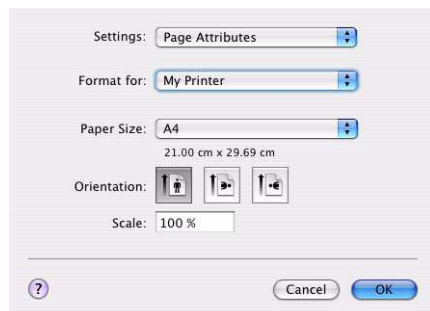 Settings: Page Attributes
Format for: My Printer
Paper Size: A4
21.00 cm x 29.69 cm
Orientation:
Scale: 100 %
? Cancel OK